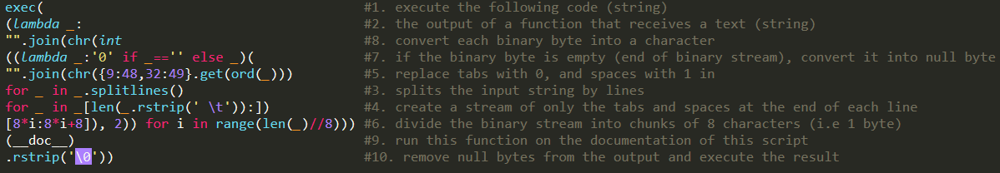 exec(                                      #1. execute the following code (string)
(lambda _:                                 #2. the output of a function that receives a text (string)
"".join(chr(int                            #8. convert each binary byte into a character
((lambda _:'0' if _=='' else _)(           #7. if the binary byte is empty (end of binary stream), convert it into null byte
"".join(chr({9:48,32:49}.get(ord(_)))      #5. replace tabs with 0, and spaces with 1 in
for _ in _.splitlines()                    #3. splits the input string by lines
for _ in _[len(_.rstrip(' \t')):])         #4. create a stream of only the tabs and spaces at the end of each line
[8*i:8*i+8]), 2)) for i in range(len(_)//8))) #6. divide the binary stream into chunks of 8 characters (i.e 1 byte)
(__doc__)                                  #9. run this function on the documentation of this script
.rstrip('\0'))                             #10. remove null bytes from the output and execute the result